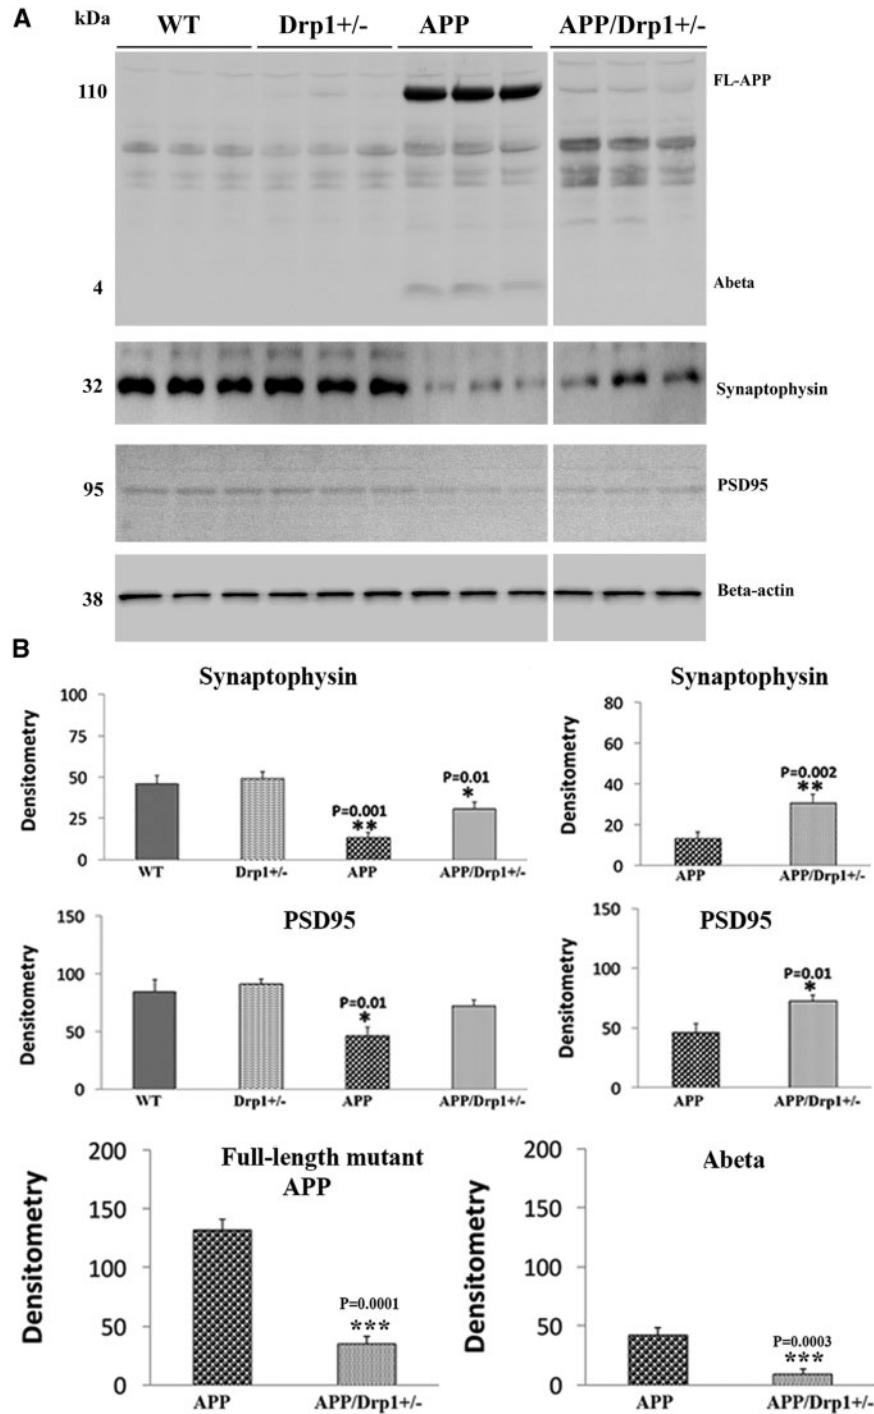 A
kDa
WT Drp1+/- APP APP/Drp1+/-
110
FL-APP
4
Abeta
32
Synaptophysin
95
PSD95
38
Beta-actin
B
Synaptophysin
Densitometry
100
75
50
25
0
P=0.001
**
P=0.01
*
WT Drp1+/- APP APP/Drp1+/-
Synaptophysin
Densitometry
80
60
40
20
0
P=0.002
**
APP APP/Drp1+/-
PSD95
Densitometry
150
100
50
0
P=0.01
*
WT Drp1+/- APP APP/Drp1+/-
PSD95
Densitometry
150
100
50
0
P=0.01
*
APP APP/Drp1+/-
Full-length mutant
APP
Densitometry
200
150
100
50
0
P=0.0001
***
APP APP/Drp1+/-
Abeta
Densitometry
200
150
100
50
0
P=0.0003
***
APP APP/Drp1+/-